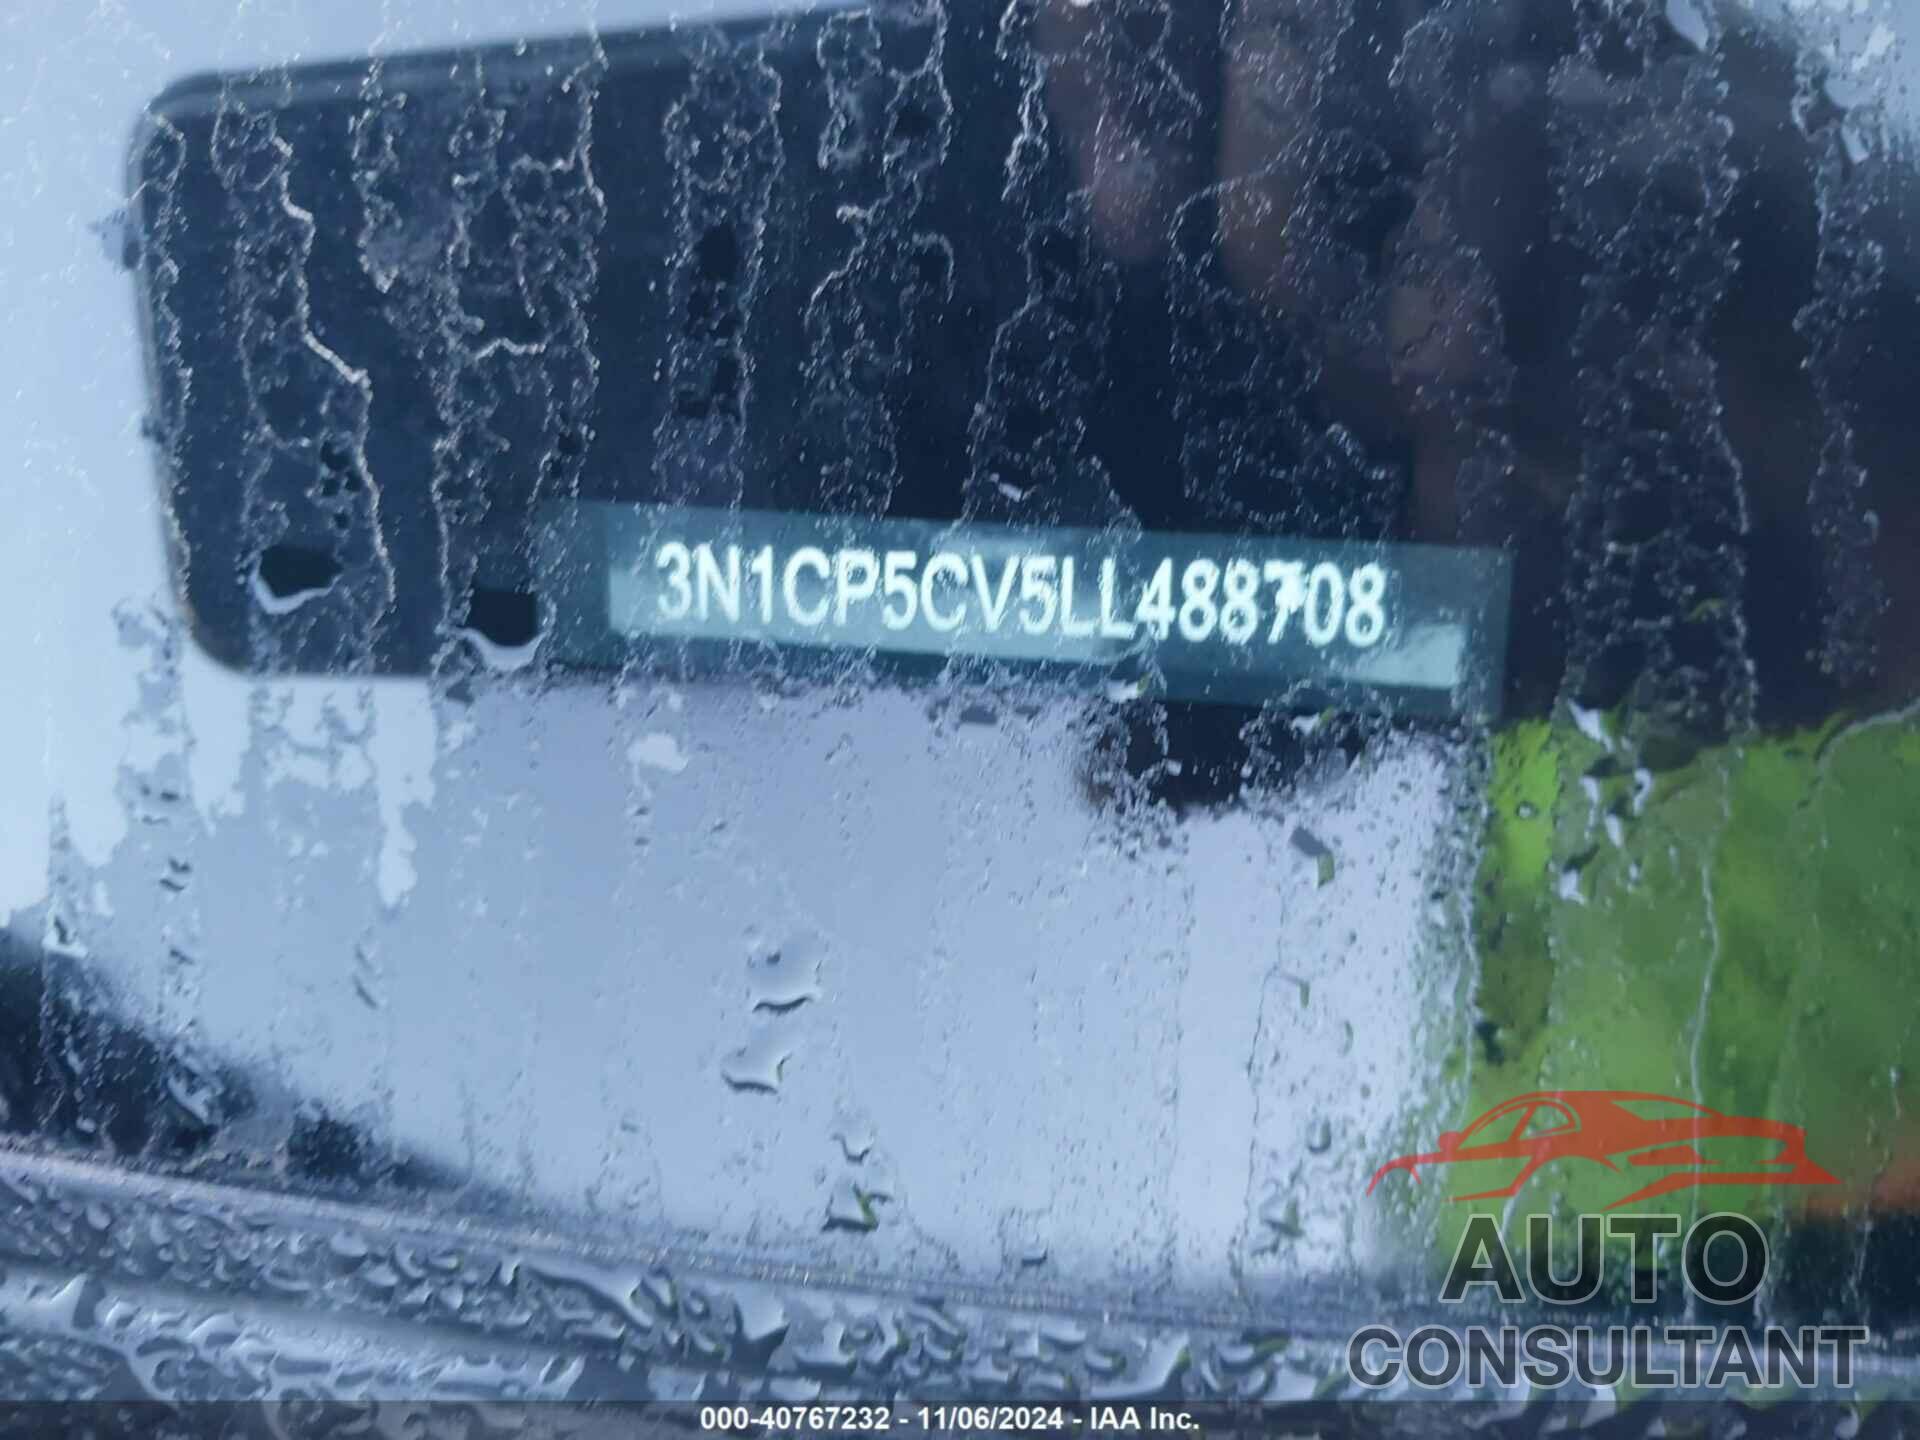 3N1CP5CV5LL488708
AUTO
CONSULTANT
000-40767232 - 11/06/2024 - IAA Inc.